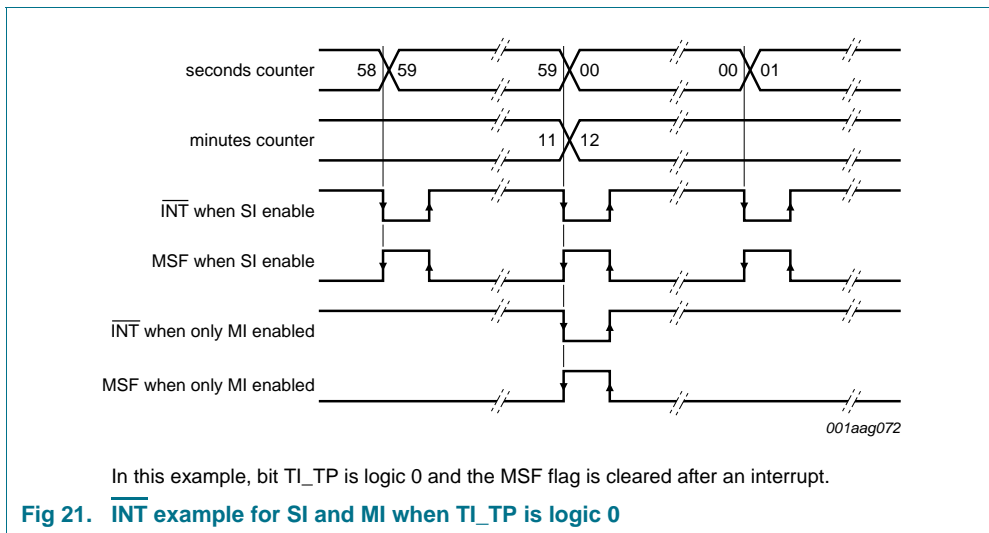 seconds counter 58 59 59 00 00 01
minutes counter 11 12
INT when SI enable
MSF when SI enable
INT when only MI enabled
MSF when only MI enabled
001aag072
In this example, bit TI_TP is logic 0 and the MSF flag is cleared after an interrupt.
Fig 21. INT example for SI and MI when TI_TP is logic 0